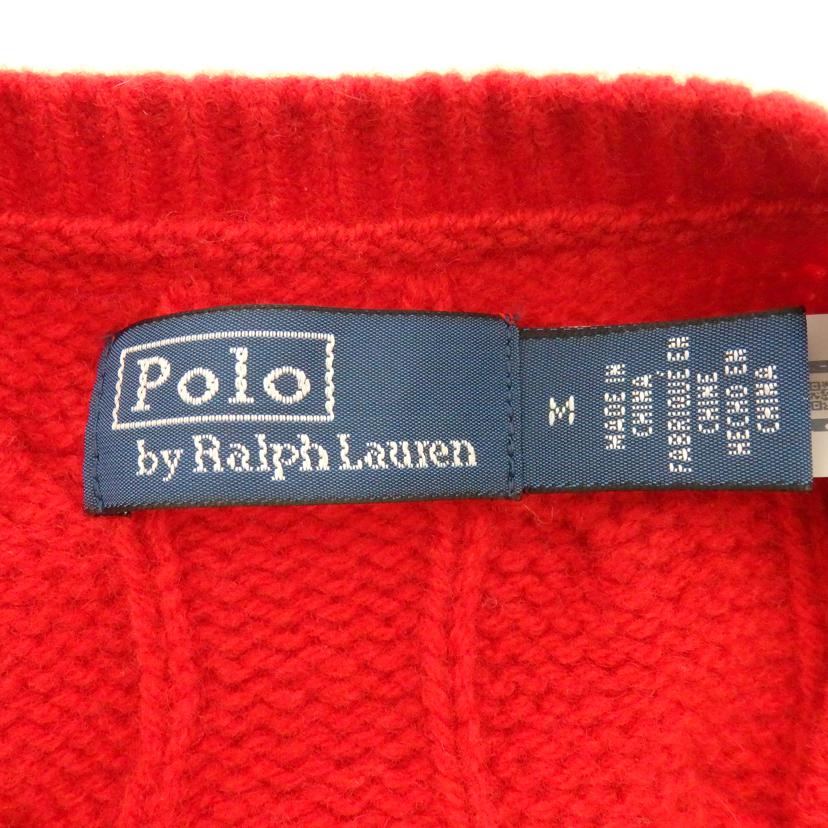 Polo
by Ralph Lauren
M
MADE IN
CHINA
FABRIQUÉ EN
CHINE
HECHO EN
CHINA